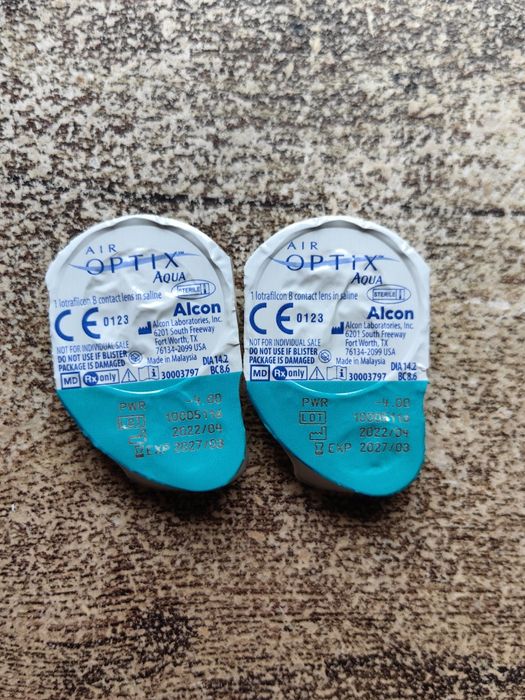 AIR
OPTIX™
AQUA
1 lotrafilcon B contact lens in saline
STERILE
CE 0123
Alcon
Alcon Laboratories, Inc.
6201 South Freeway
Fort Worth, TX
76134-2099 USA
Made in Malaysia
NOT FOR INDIVIDUAL SALE
DO NOT USE IF BLISTER
PACKAGE IS DAMAGED
DIA 14.2
BC 8.6
MD Rx only 30003797
PWR -4.00
LOT
2022/04
EXP 2027/03
AIR
OPTIX™
AQUA
1 lotrafilcon B contact lens in saline
STERILE
CE 0123
Alcon
Alcon Laboratories, Inc.
6201 South Freeway
Fort Worth, TX
76134-2099 USA
Made in Malaysia
NOT FOR INDIVIDUAL SALE
DO NOT USE IF BLISTER
PACKAGE IS DAMAGED
DIA 14.2
BC 8.6
MD Rx only 30003797
PWR -4.00
LOT
2022/04
EXP 2027/03